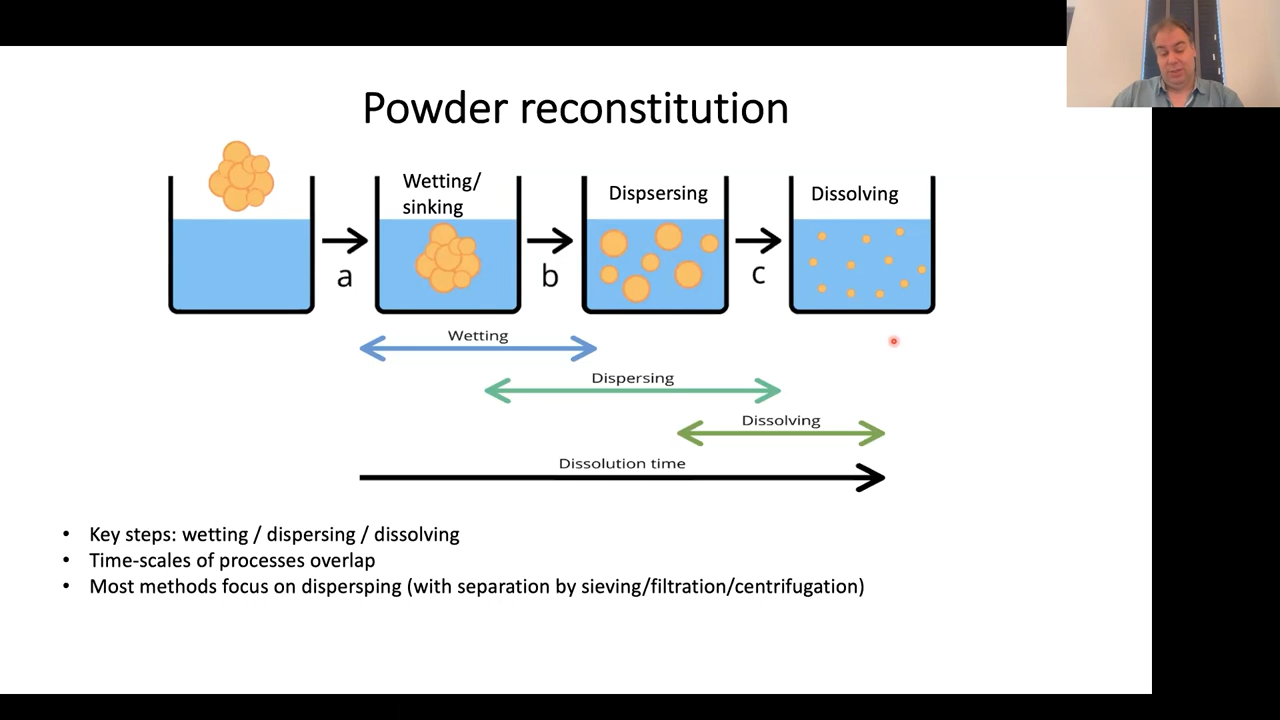 Powder reconstitution
Wetting/
sinking
Dispsersing
Dissolving
a
b
c
Wetting
Dispersing
Dissolving
Dissolution time
• Key steps: wetting / dispersing / dissolving
• Time-scales of processes overlap
• Most methods focus on dispersping (with separation by sieving/filtration/centrifugation)